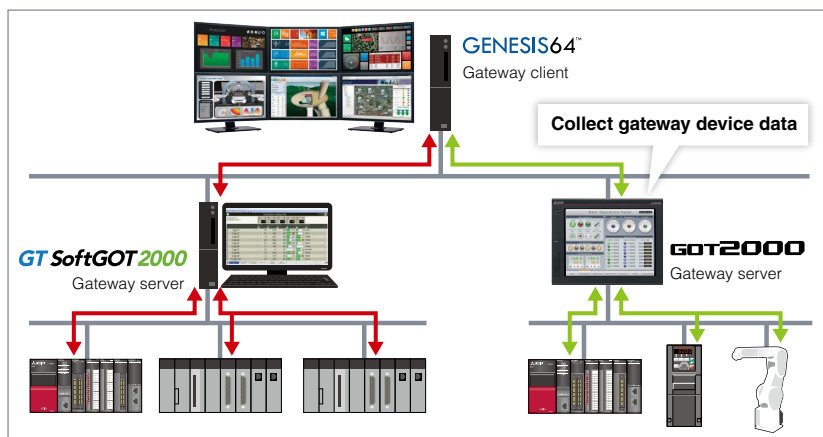 GENESIS64™
Gateway client
Collect gateway device data
GT SoftGOT2000
Gateway server
GOT2000
Gateway server